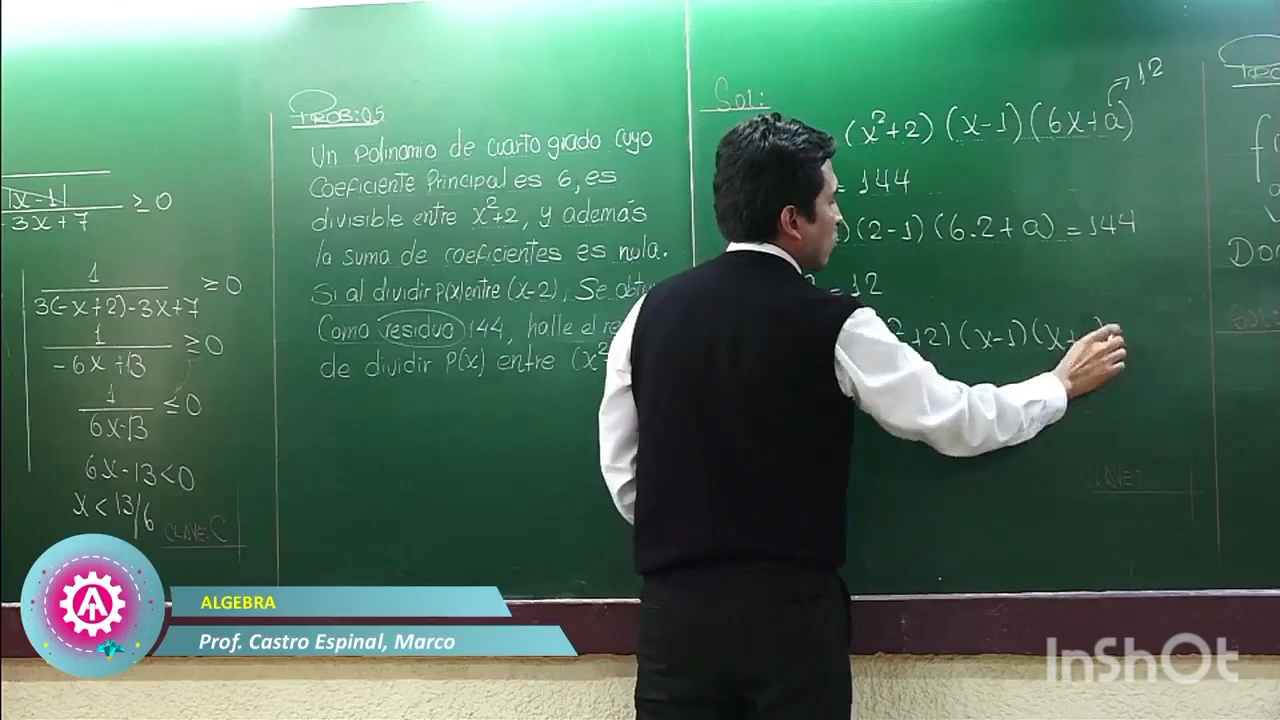 |x-1|
3x+7 ≥0
1
3(-x+2)-3x+7 ≥0
1
-6x+13 ≥0
1
6x-13 ≤0
6x-13<0
x<13/6
CLAVE: C
PROB: 05
Un Polinomio de cuarto grado cuyo
Coeficiente Principal es 6, es
divisible entre x²+2, y además
la suma de coeficientes es nula.
Si al dividir P(x) entre (x-2), Se
Como residuo 144, halle el
de dividir P(x) entre (x²
Sol:
12
(x²+2)(x-1)(6x+a)
=144
)(2-1)(6.2+a)=144
=12
+2)(x-1)(x+
CLAVE:
ALGEBRA
Prof. Castro Espinal, Marco
InShOt